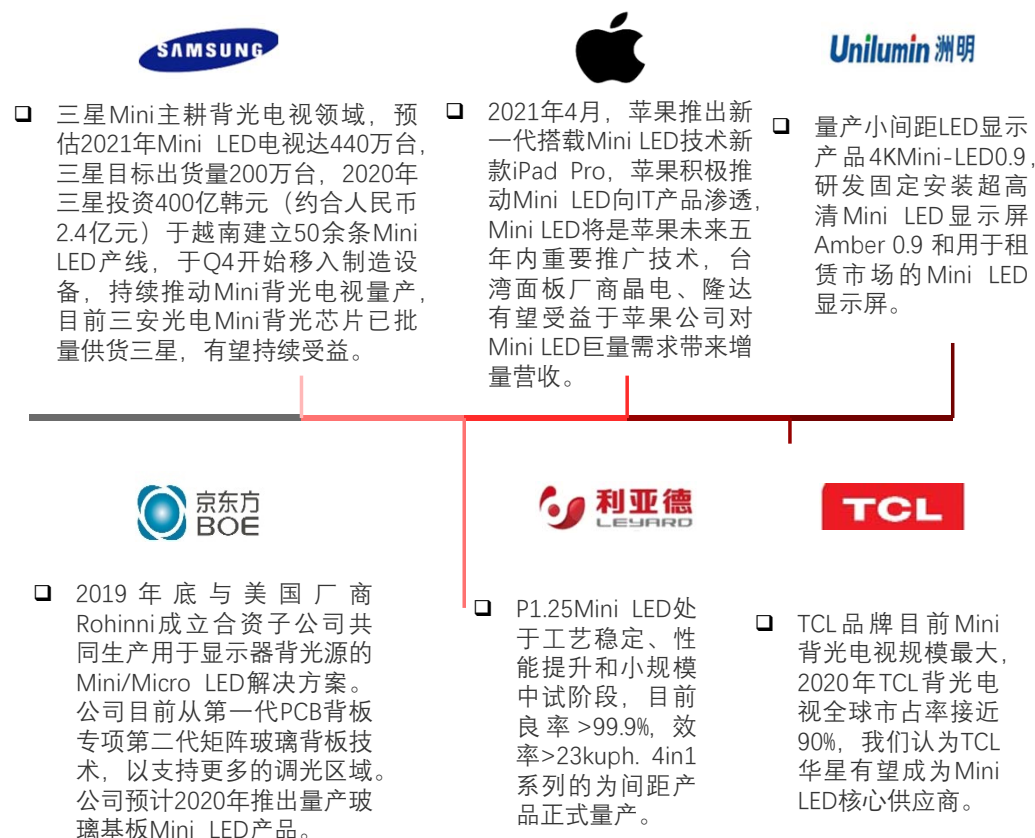 SAMSUNG
三星Mini主耕背光电视领域，预
估2021年Mini LED电视达440万台，
三星目标出货量200万台，2020年
三星投资400亿韩元（约合人民币
2.4亿元）于越南建立50余条Mini
LED产线，于Q4开始移入制造设
备，持续推动Mini背光电视量产，
目前三安光电Mini背光芯片已批
量供货三星，有望持续受益。
2021年4月，苹果推出新
一代搭载Mini LED技术新
款iPad Pro，苹果积极推
动Mini LED向IT产品渗透，
Mini LED将是苹果未来五
年内重要推广技术，台
湾面板厂商晶电、隆达
有望受益于苹果公司对
Mini LED巨量需求带来增
量营收。
Unilumin 洲明
量产小间距LED显示
产品4KMini-LED0.9，
研发固定安装超高
清Mini LED显示屏
Amber 0.9 和用于租
赁市场的Mini LED
显示屏。
京东方
BOE
2019年底与美国厂商
Rohinni成立合资子公司共
同生产用于显示器背光源的
Mini/Micro LED解决方案。
公司目前从第一代PCB背板
专项第二代矩阵玻璃背板技
术，以支持更多的调光区域。
公司预计2020年推出量产玻
璃基板Mini LED产品。
利亚德
LEYARD
P1.25Mini LED处
于工艺稳定、性
能提升和小规模
中试阶段，目前
良率>99.9%，效
率>23kuph. 4in1
系列的为间距产
品正式量产。
TCL
TCL品牌目前Mini
背光电视规模最大，
2020年TCL背光电
视全球市占率接近
90%，我们认为TCL
华星有望成为Mini
LED核心供应商。